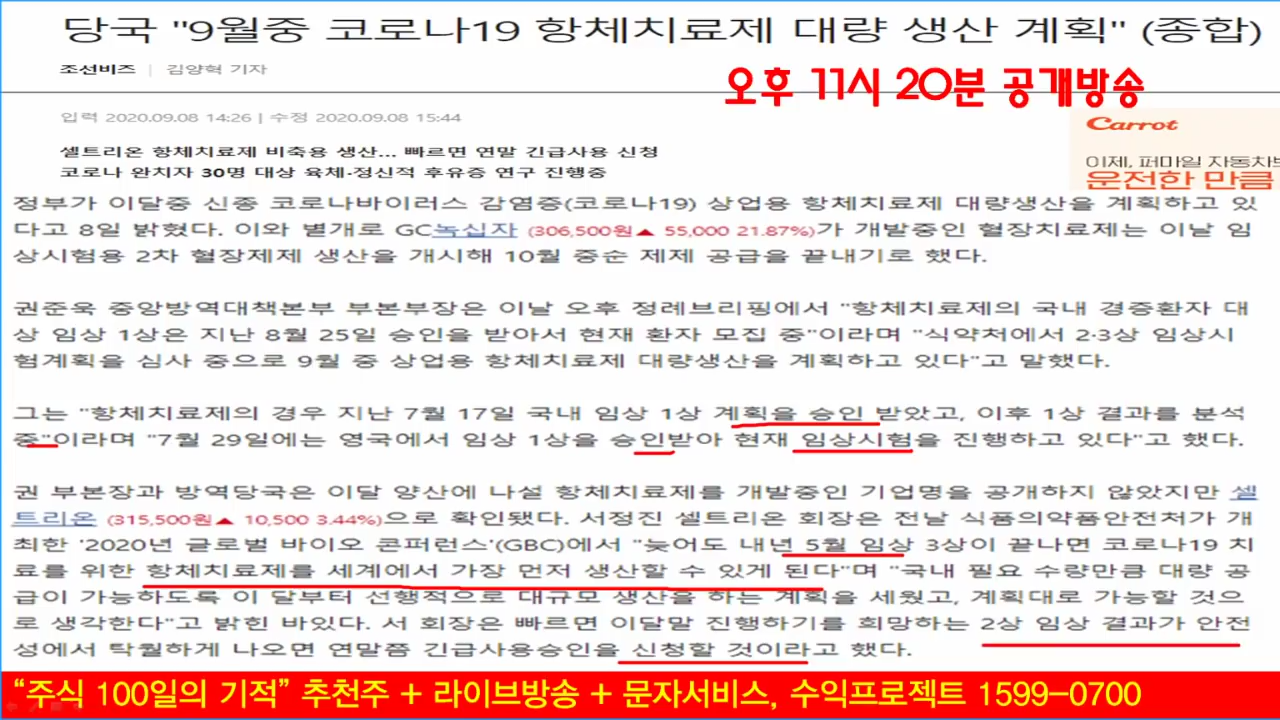 당국 "9월중 코로나19 항체치료제 대량 생산 계획" (종합)
조선비즈 | 김양혁 기자
오후 11시 20분 공개방송
입력 2020.09.08 14:26 | 수정 2020.09.08 15:44
Carrot
셀트리온 항체치료제 비축용 생산... 빠르면 연말 긴급사용 신청
이제, 퍼마일 자동차보
코로나 완치자 30명 대상 육체·정신적 후유증 연구 진행중
운전한 만큼
정부가 이달중 신종 코로나바이러스 감염증(코로나19) 상업용 항체치료제 대량생산을 계획하고 있
다고 8일 밝혔다. 이와 별개로 GC녹십자 (306,500원▲ 55,000 21.87%)가 개발중인 혈장치료제는 이날 임
상시험용 2차 혈장제제 생산을 개시해 10월 중순 제제 공급을 끝내기로 했다.
권준욱 중앙방역대책본부 부본부장은 이날 오후 정례브리핑에서 "항체치료제의 국내 경증환자 대
상 임상 1상은 지난 8월 25일 승인을 받아서 현재 환자 모집 중"이라며 "식약처에서 2·3상 임상시
험계획을 심사 중으로 9월 중 상업용 항체치료제 대량생산을 계획하고 있다"고 말했다.
그는 "항체치료제의 경우 지난 7월 17일 국내 임상 1상 계획을 승인 받았고, 이후 1상 결과를 분석
중"이라며 "7월 29일에는 영국에서 임상 1상을 승인받아 현재 임상시험을 진행하고 있다"고 했다.
권 부본장과 방역당국은 이달 양산에 나설 항체치료제를 개발중인 기업명을 공개하지 않았지만 셀
트리온 (315,500원▲ 10,500 3.44%)으로 확인됐다. 서정진 셀트리온 회장은 전날 식품의약품안전처가 개
최한 '2020년 글로벌 바이오 콘퍼런스'(GBC)에서 "늦어도 내년 5월 임상 3상이 끝나면 코로나19 치
료를 위한 항체치료제를 세계에서 가장 먼저 생산할 수 있게 된다"며 "국내 필요 수량만큼 대량 공
급이 가능하도록 이 달부터 선행적으로 대규모 생산을 하는 계획을 세웠고, 계획대로 가능할 것으
로 생각한다"고 밝힌 바있다. 서 회장은 빠르면 이달말 진행하기를 희망하는 2상 임상 결과가 안전
성에서 탁월하게 나오면 연말쯤 긴급사용승인을 신청할 것이라고 했다.
“주식 100일의 기적” 추천주 + 라이브방송 + 문자서비스, 수익프로젝트 1599-0700